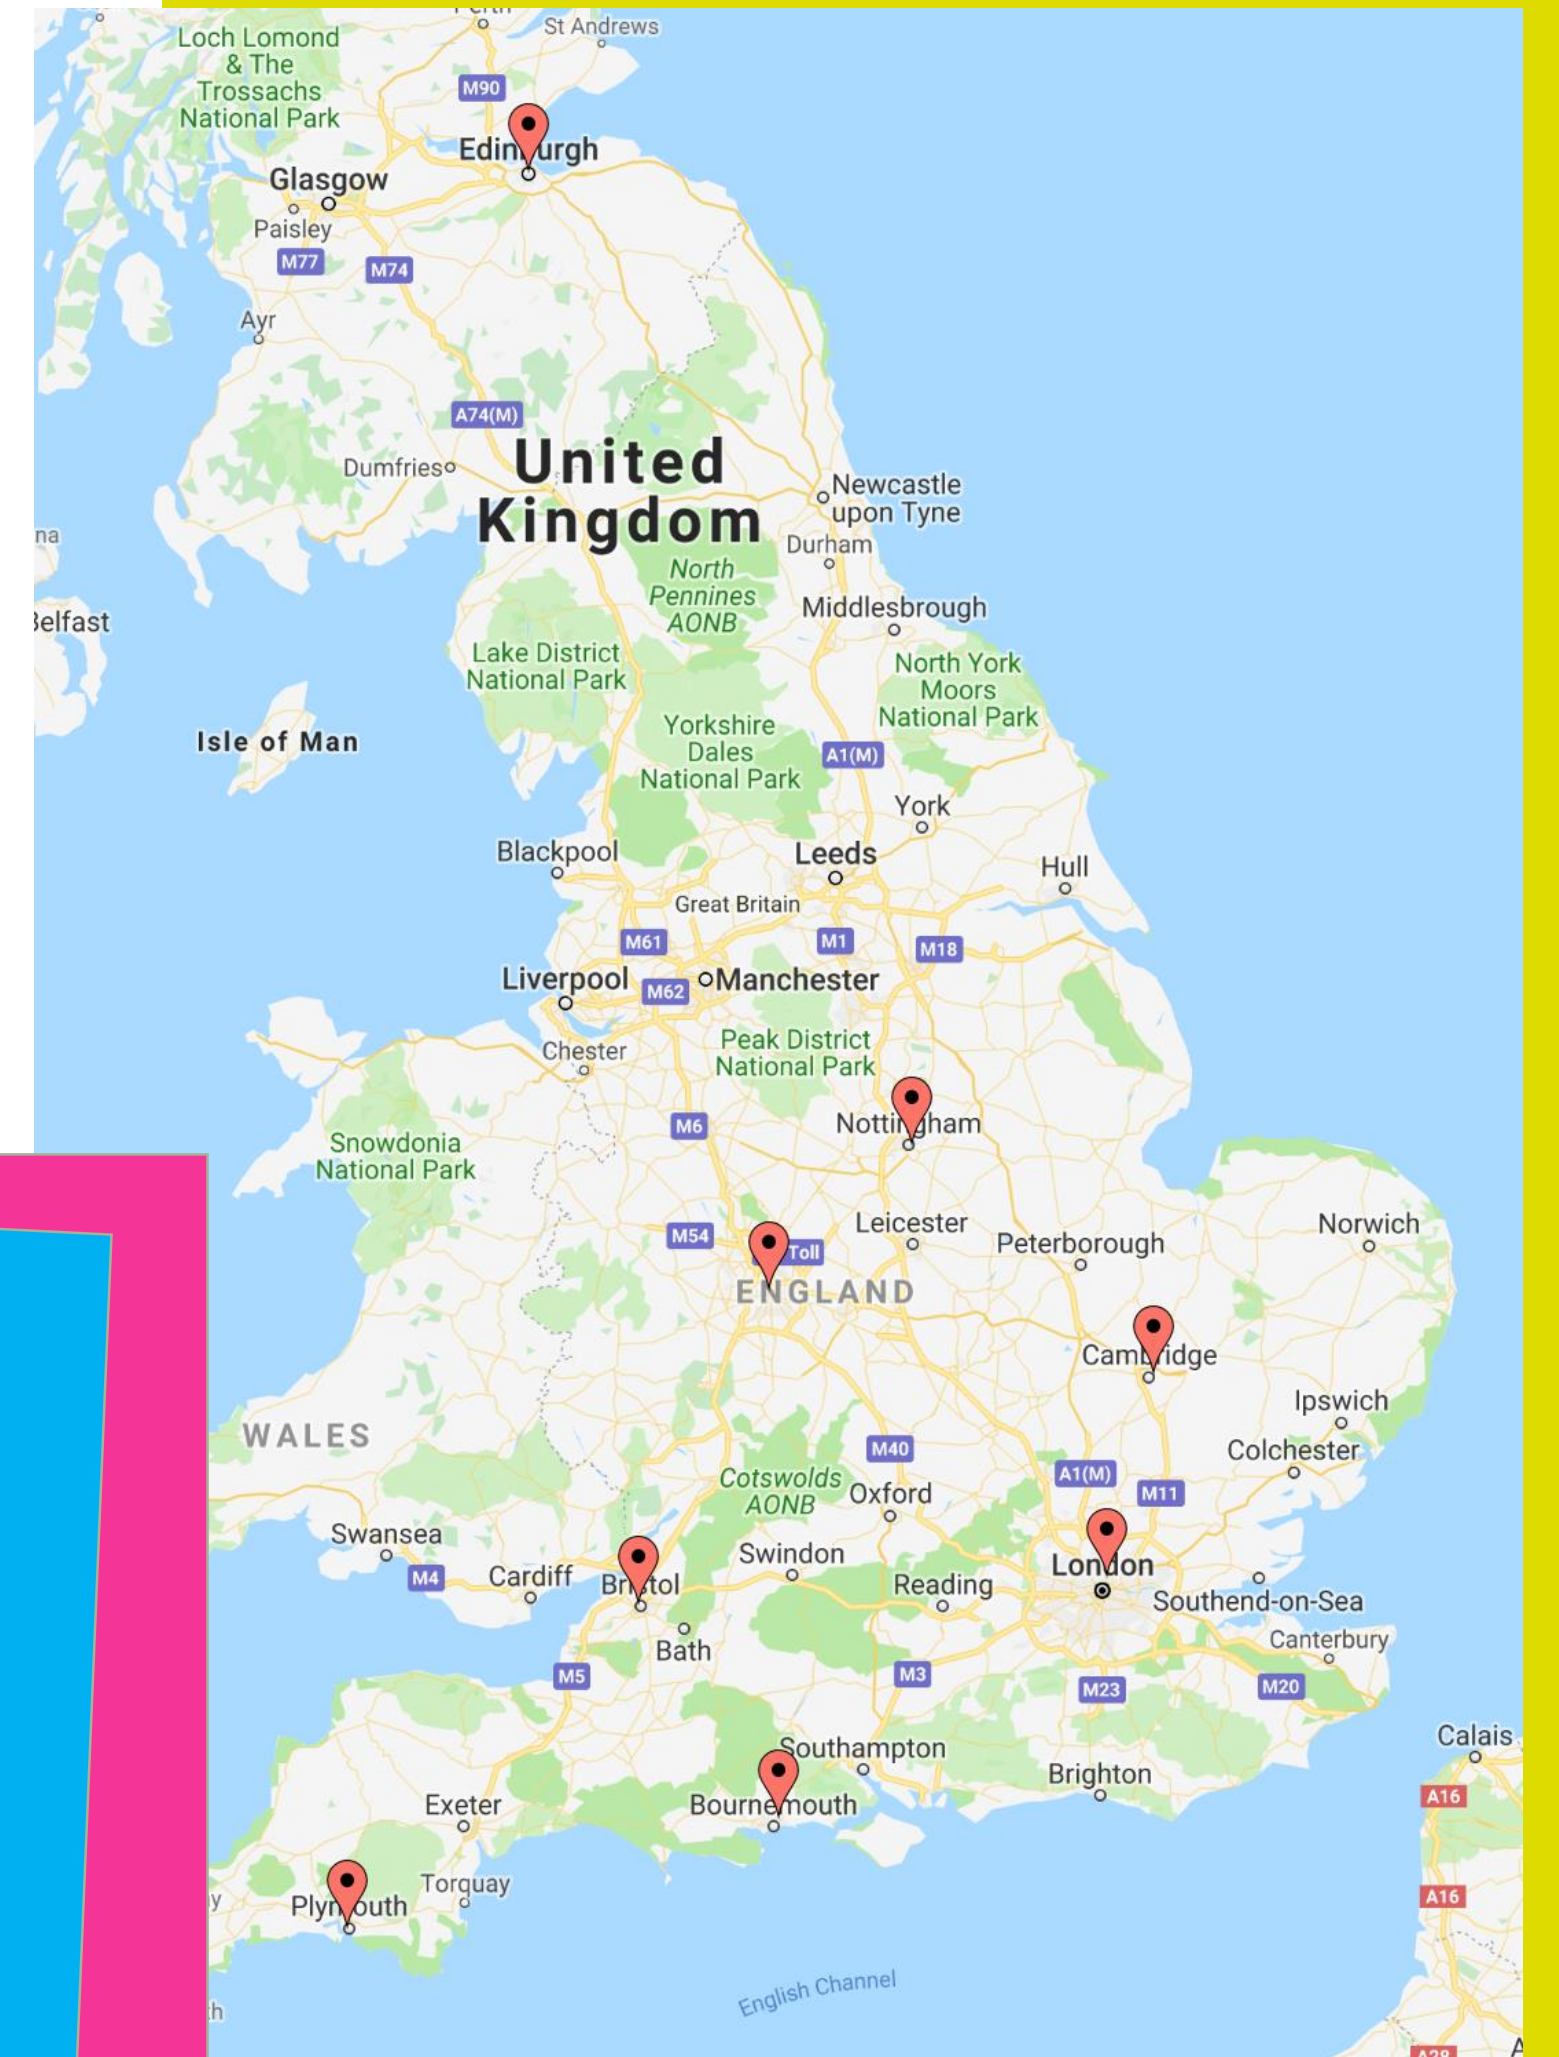 St Andrews
Loch Lomond
& The
Trossachs
National Park
M90
Edinburgh
Glasgow
Paisley
M77
M74
Ayr
A74(M)
United
Kingdom
Dumfries
Newcastle
upon Tyne
Durham
North
Pennines
AONB
Middlesbrough
Belfast
Lake District
National Park
North York
Moors
National Park
Isle of Man
Yorkshire
Dales
National Park
A1(M)
York
Blackpool
Leeds
Hull
Great Britain
M61
M1
M18
Liverpool
M62
Manchester
Peak District
National Park
Chester
Nottingham
M6
Snowdonia
National Park
Leicester
Norwich
M54
Toll
Peterborough
ENGLAND
Cambridge
Ipswich
WALES
M40
Colchester
Cotswolds
AONB
Oxford
A1(M)
M11
Swansea
Swindon
London
M4
Cardiff
Bristol
Reading
Southend-on-Sea
Bath
Canterbury
M5
M3
M23
M20
Southampton
Calais
Brighton
A16
Exeter
Bournemouth
Torquay
Plymouth
A16
English Channel